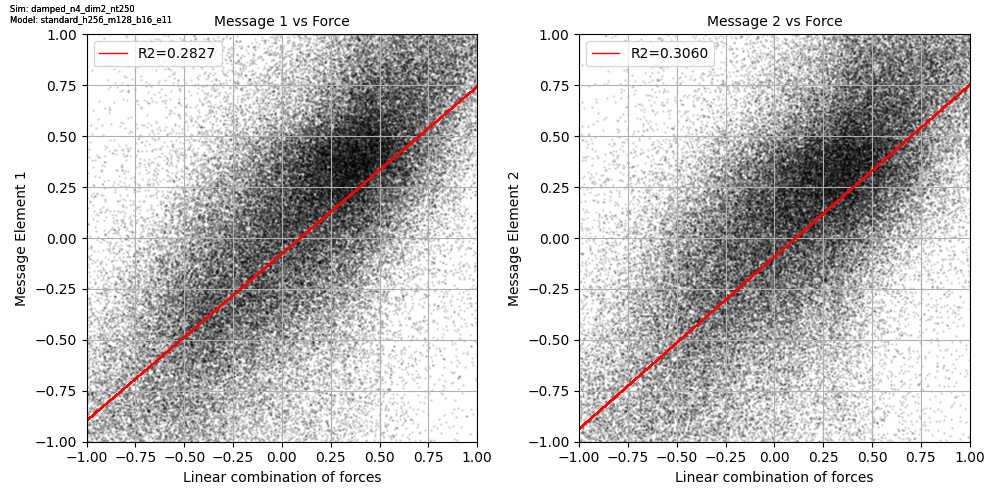 Sim: damped_n4_dim2_nt250
Model: standard_h256_m128_b16_e11
Message 1 vs Force
R2=0.2827
1.00
0.75
0.50
0.25
0.00
−0.25
−0.50
−0.75
−1.00
Message Element 1
−1.00 −0.75 −0.50 −0.25 0.00 0.25 0.50 0.75 1.00
Linear combination of forces
Message 2 vs Force
R2=0.3060
1.00
0.75
0.50
0.25
0.00
−0.25
−0.50
−0.75
−1.00
Message Element 2
−1.00 −0.75 −0.50 −0.25 0.00 0.25 0.50 0.75 1.00
Linear combination of forces